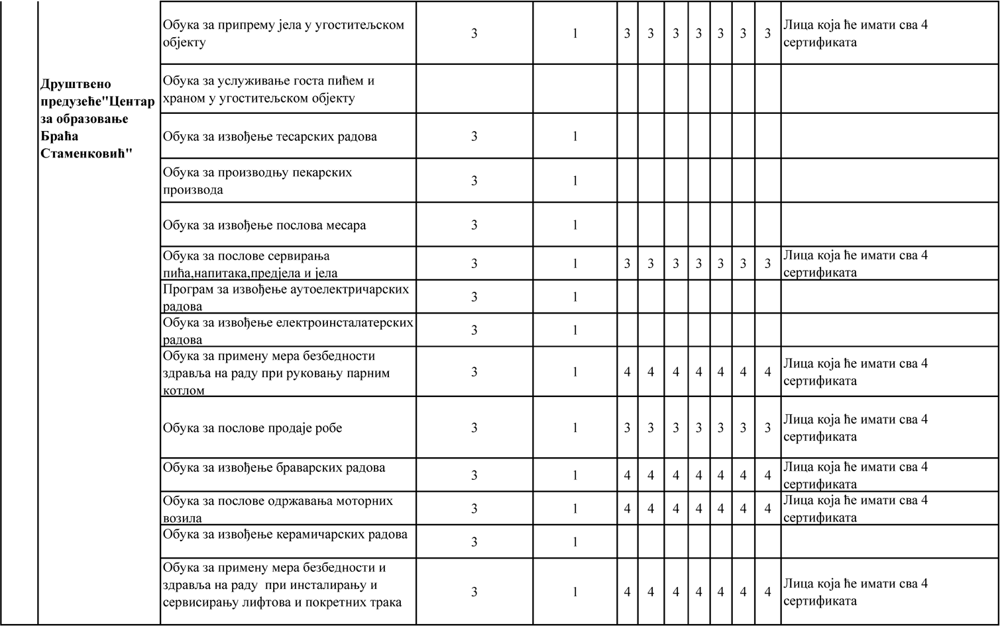 Друштвено
предузеће"Центар
за образовање
Браћа
Стаменковић"
Обука за припрему јела у угоститељском
објекту
3 1 3 3 3 3 3 3 3
Лица која ће имати сва 4
сертификата
Обука за услуживање госта пићем и
храном у угоститељском објекту
Обука за извођење тесарских радова 3 1
Обука за производњу пекарских
производа
3 1
Обука за извођење послова месара 3 1
Обука за послове сервирања
пића,напитака,предјела и јела
3 1 3 3 3 3 3 3 3
Лица која ће имати сва 4
сертификата
Програм за извођење аутоелектричарских
радова
3 1
Обука за извођење електроинсталатерских
радова
3 1
Обука за примену мера безбедности
здравља на раду при руковању парним
котлом
3 1 4 4 4 4 4 4 4
Лица која ће имати сва 4
сертификата
Обука за послове продаје робе 3 1 3 3 3 3 3 3 3
Лица која ће имати сва 4
сертификата
Обука за извођење браварских радова 3 1 4 4 4 4 4 4 4
Лица која ће имати сва 4
сертификата
Обука за послове одржавања моторних
возила
3 1 4 4 4 4 4 4 4
Лица која ће имати сва 4
сертификата
Обука за извођење керамичарских радова 3 1
Обука за примену мера безбедности и
здравља на раду  при инсталирању и
сервисирању лифтова и покретних трака
3 1 4 4 4 4 4 4 4
Лица која ће имати сва 4
сертификата